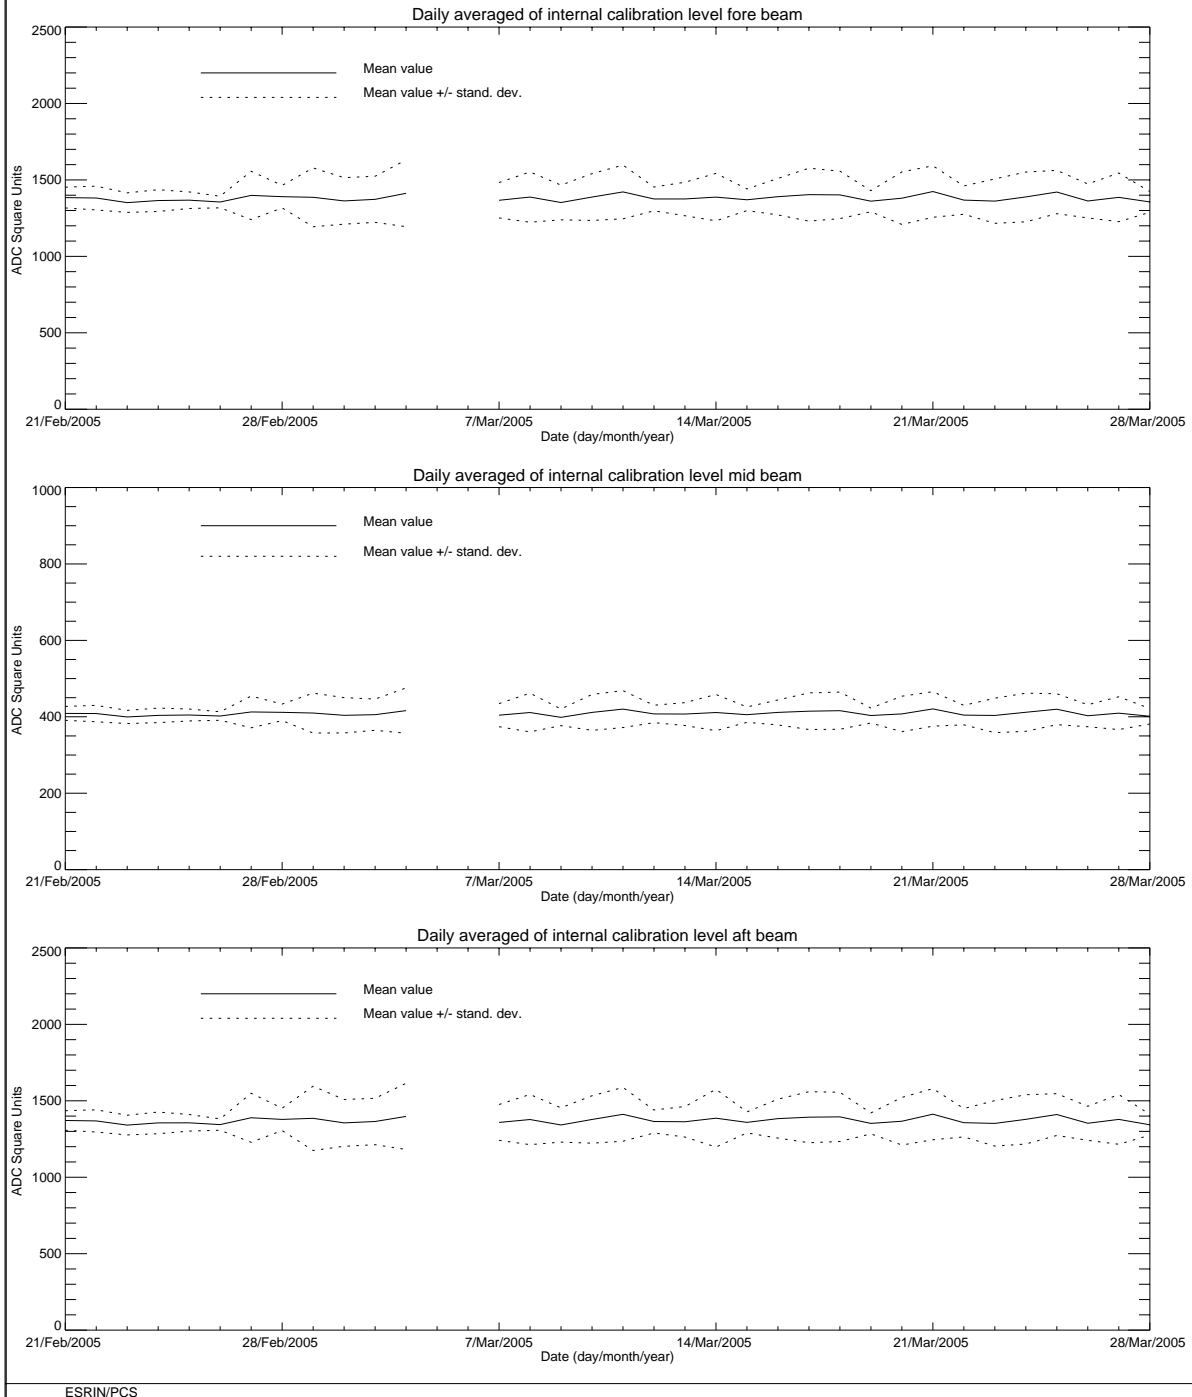 Daily averaged of internal calibration level fore beam
2500
2000
1500
1000
500
0
ADC Square Units
Mean value
Mean value +/- stand. dev.
21/Feb/2005 28/Feb/2005 7/Mar/2005 14/Mar/2005 21/Mar/2005 28/Mar/2005
Date (day/month/year)
Daily averaged of internal calibration level mid beam
1000
800
600
400
200
0
ADC Square Units
Mean value
Mean value +/- stand. dev.
21/Feb/2005 28/Feb/2005 7/Mar/2005 14/Mar/2005 21/Mar/2005 28/Mar/2005
Date (day/month/year)
Daily averaged of internal calibration level aft beam
2500
2000
1500
1000
500
0
ADC Square Units
Mean value
Mean value +/- stand. dev.
21/Feb/2005 28/Feb/2005 7/Mar/2005 14/Mar/2005 21/Mar/2005 28/Mar/2005
Date (day/month/year)
ESRIN/PCS